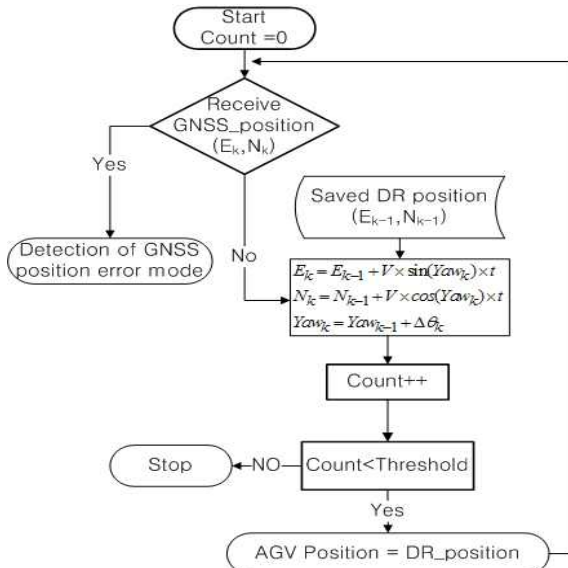 Start
Count =0
Receive
GNSS_position
(Eₖ,Nₖ)
Yes
Detection of GNSS
position error mode
No
Saved DR position
(Eₖ₋₁,Nₖ₋₁)
Eₖ = Eₖ₋₁ + V × sin(Yawₖ) × t
Nₖ = Nₖ₋₁ + V × cos(Yawₖ) × t
Yawₖ = Yawₖ₋₁ + Δθₖ
Count++
Count<Threshold
NO
Stop
Yes
AGV Position = DR_position